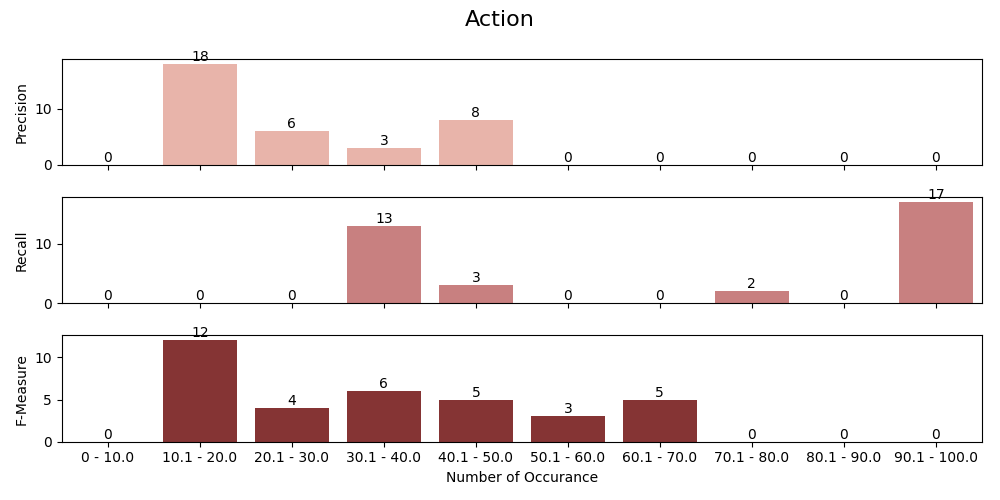 Action
Precision
10
0
0 18 6 3 8 0 0 0 0 0
Recall
10
0
0 0 0 13 3 0 0 2 0 17
F-Measure
10
5
0
0 12 4 6 5 3 5 0 0 0
0 - 10.0 10.1 - 20.0 20.1 - 30.0 30.1 - 40.0 40.1 - 50.0 50.1 - 60.0 60.1 - 70.0 70.1 - 80.0 80.1 - 90.0 90.1 - 100.0
Number of Occurance